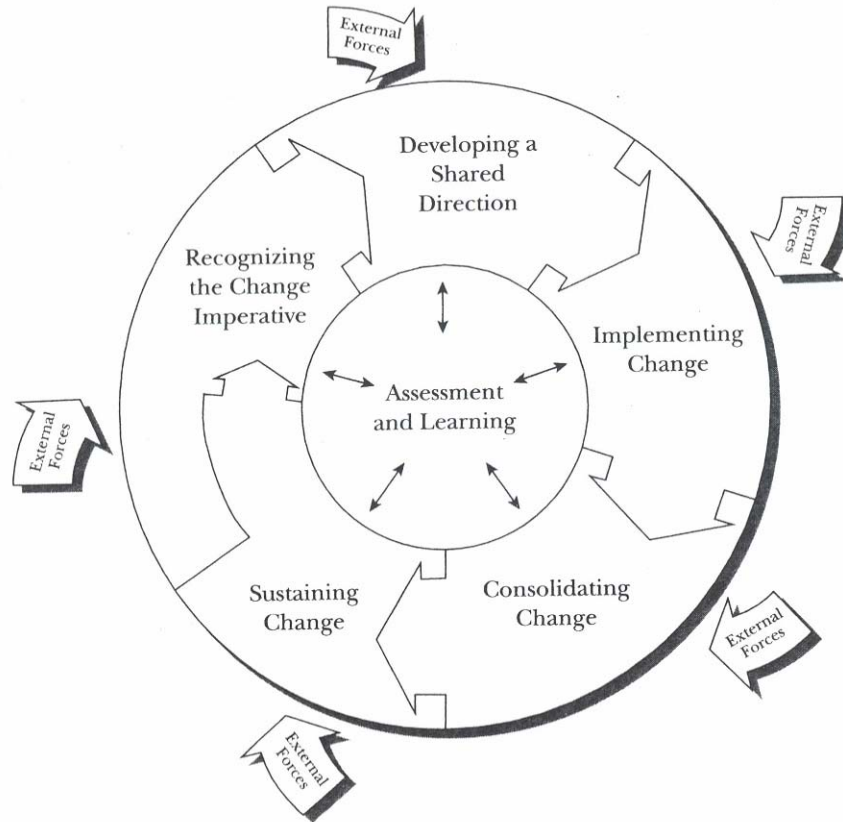 External
Forces
Developing a
Shared
Direction
External
Forces
Recognizing
the Change
Imperative
Implementing
Change
Assessment
and Learning
External
Forces
Sustaining
Change
Consolidating
Change
External
Forces
External
Forces